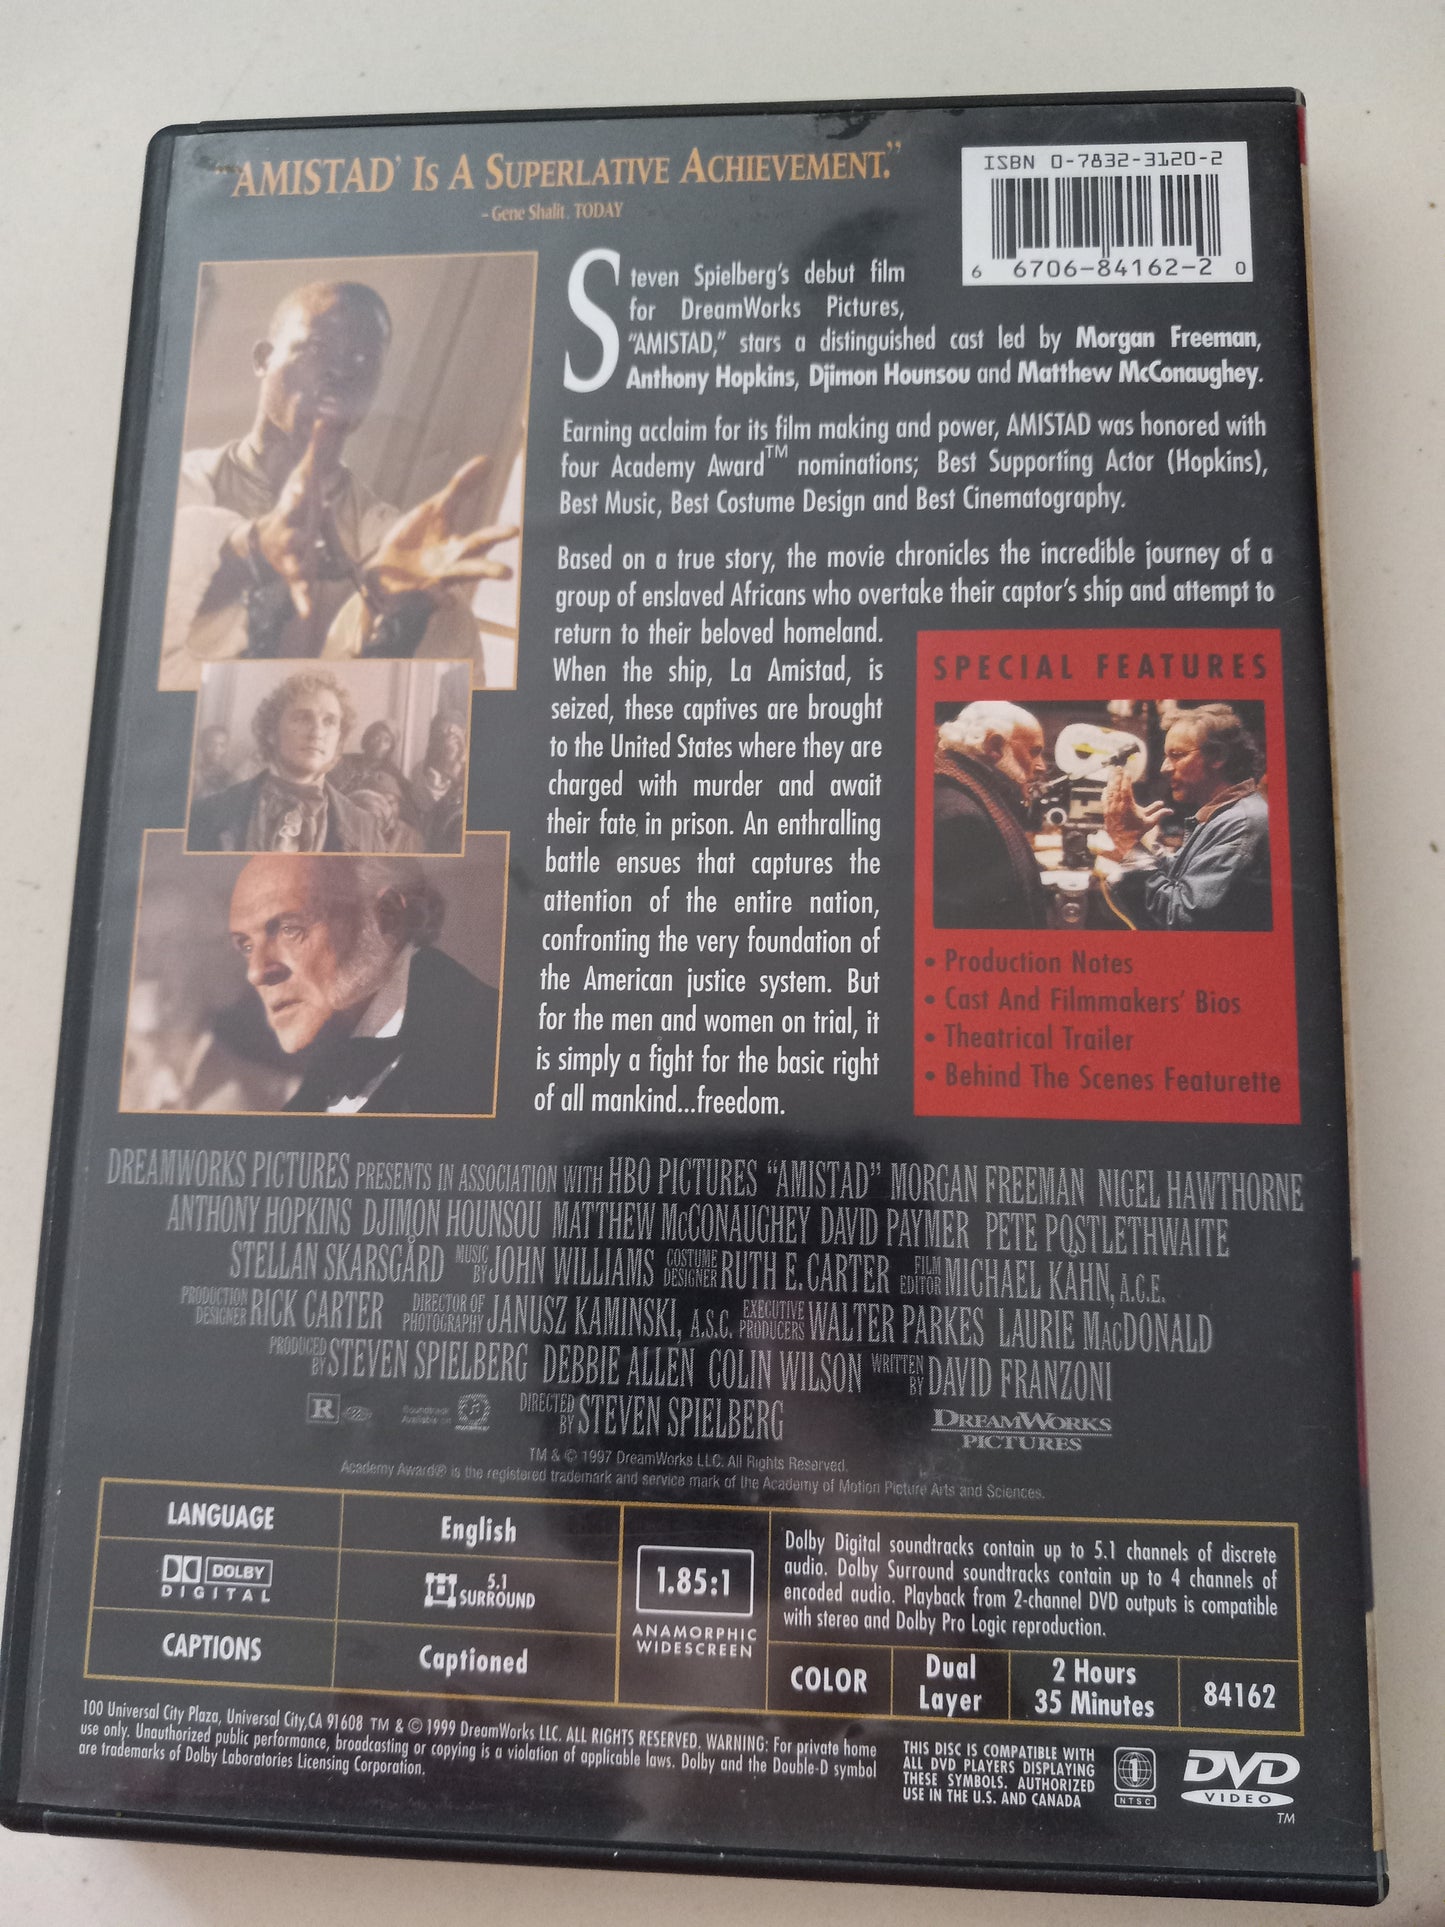 "'AMISTAD' IS A SUPERLATIVE ACHIEVEMENT."
- Gene Shalit, TODAY
ISBN 0-7832-3120-2
6 6706-84162-2 0
Steven Spielberg's debut film
for DreamWorks Pictures,
"AMISTAD," stars a distinguished cast led by Morgan Freeman,
Anthony Hopkins, Djimon Hounsou and Matthew McConaughey.
Earning acclaim for its film making and power, AMISTAD was honored with
four Academy Award™ nominations; Best Supporting Actor (Hopkins),
Best Music, Best Costume Design and Best Cinematography.
Based on a true story, the movie chronicles the incredible journey of a
group of enslaved Africans who overtake their captor's ship and attempt to
return to their beloved homeland.
When the ship, La Amistad, is
seized, these captives are brought
to the United States where they are
charged with murder and await
their fate in prison. An enthralling
battle ensues that captures the
attention of the entire nation,
confronting the very foundation of
the American justice system. But
for the men and women on trial, it
is simply a fight for the basic right
of all mankind...freedom.
SPECIAL FEATURES
• Production Notes
• Cast And Filmmakers' Bios
• Theatrical Trailer
• Behind The Scenes Featurette
DREAMWORKS PICTURES PRESENTS IN ASSOCIATION WITH HBO PICTURES "AMISTAD" MORGAN FREEMAN NIGEL HAWTHORNE
ANTHONY HOPKINS DJIMON HOUNSOU MATTHEW McCONAUGHEY DAVID PAYMER PETE POSTLETHWAITE
STELLAN SKARSGÅRD MUSIC BY JOHN WILLIAMS COSTUME DESIGNER RUTH E. CARTER FILM EDITOR MICHAEL KAHN, A.C.E.
PRODUCTION DESIGNER RICK CARTER DIRECTOR OF PHOTOGRAPHY JANUSZ KAMINSKI, A.S.C. EXECUTIVE PRODUCERS WALTER PARKES LAURIE MACDONALD
PRODUCED BY STEVEN SPIELBERG DEBBIE ALLEN COLIN WILSON WRITTEN BY DAVID FRANZONI
R Soundtrack Available on DIRECTED BY STEVEN SPIELBERG DREAMWORKS PICTURES
TM & © 1997 DreamWorks LLC. All Rights Reserved.
Academy Award® is the registered trademark and service mark of the Academy of Motion Picture Arts and Sciences.
LANGUAGE English
DOLBY DIGITAL 5.1 SURROUND
CAPTIONS Captioned
1.85:1
ANAMORPHIC
WIDESCREEN
Dolby Digital soundtracks contain up to 5.1 channels of discrete
audio. Dolby Surround soundtracks contain up to 4 channels of
encoded audio. Playback from 2-channel DVD outputs is compatible
with stereo and Dolby Pro Logic reproduction.
COLOR Dual Layer 2 Hours 35 Minutes 84162
100 Universal City Plaza, Universal City, CA 91608 TM & © 1999 DreamWorks LLC. ALL RIGHTS RESERVED. WARNING: For private home
use only. Unauthorized public performance, broadcasting or copying is a violation of applicable laws. Dolby and the Double-D symbol
are trademarks of Dolby Laboratories Licensing Corporation.
THIS DISC IS COMPATIBLE WITH
ALL DVD PLAYERS DISPLAYING
THESE SYMBOLS. AUTHORIZED
USE IN THE U.S. AND CANADA
1
NTSC
DVD
VIDEO
TM